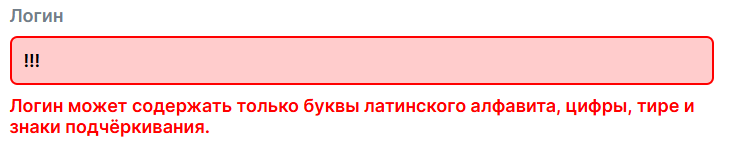 Логин
!!!
Логин может содержать только буквы латинского алфавита, цифры, тире и
знаки подчёркивания.